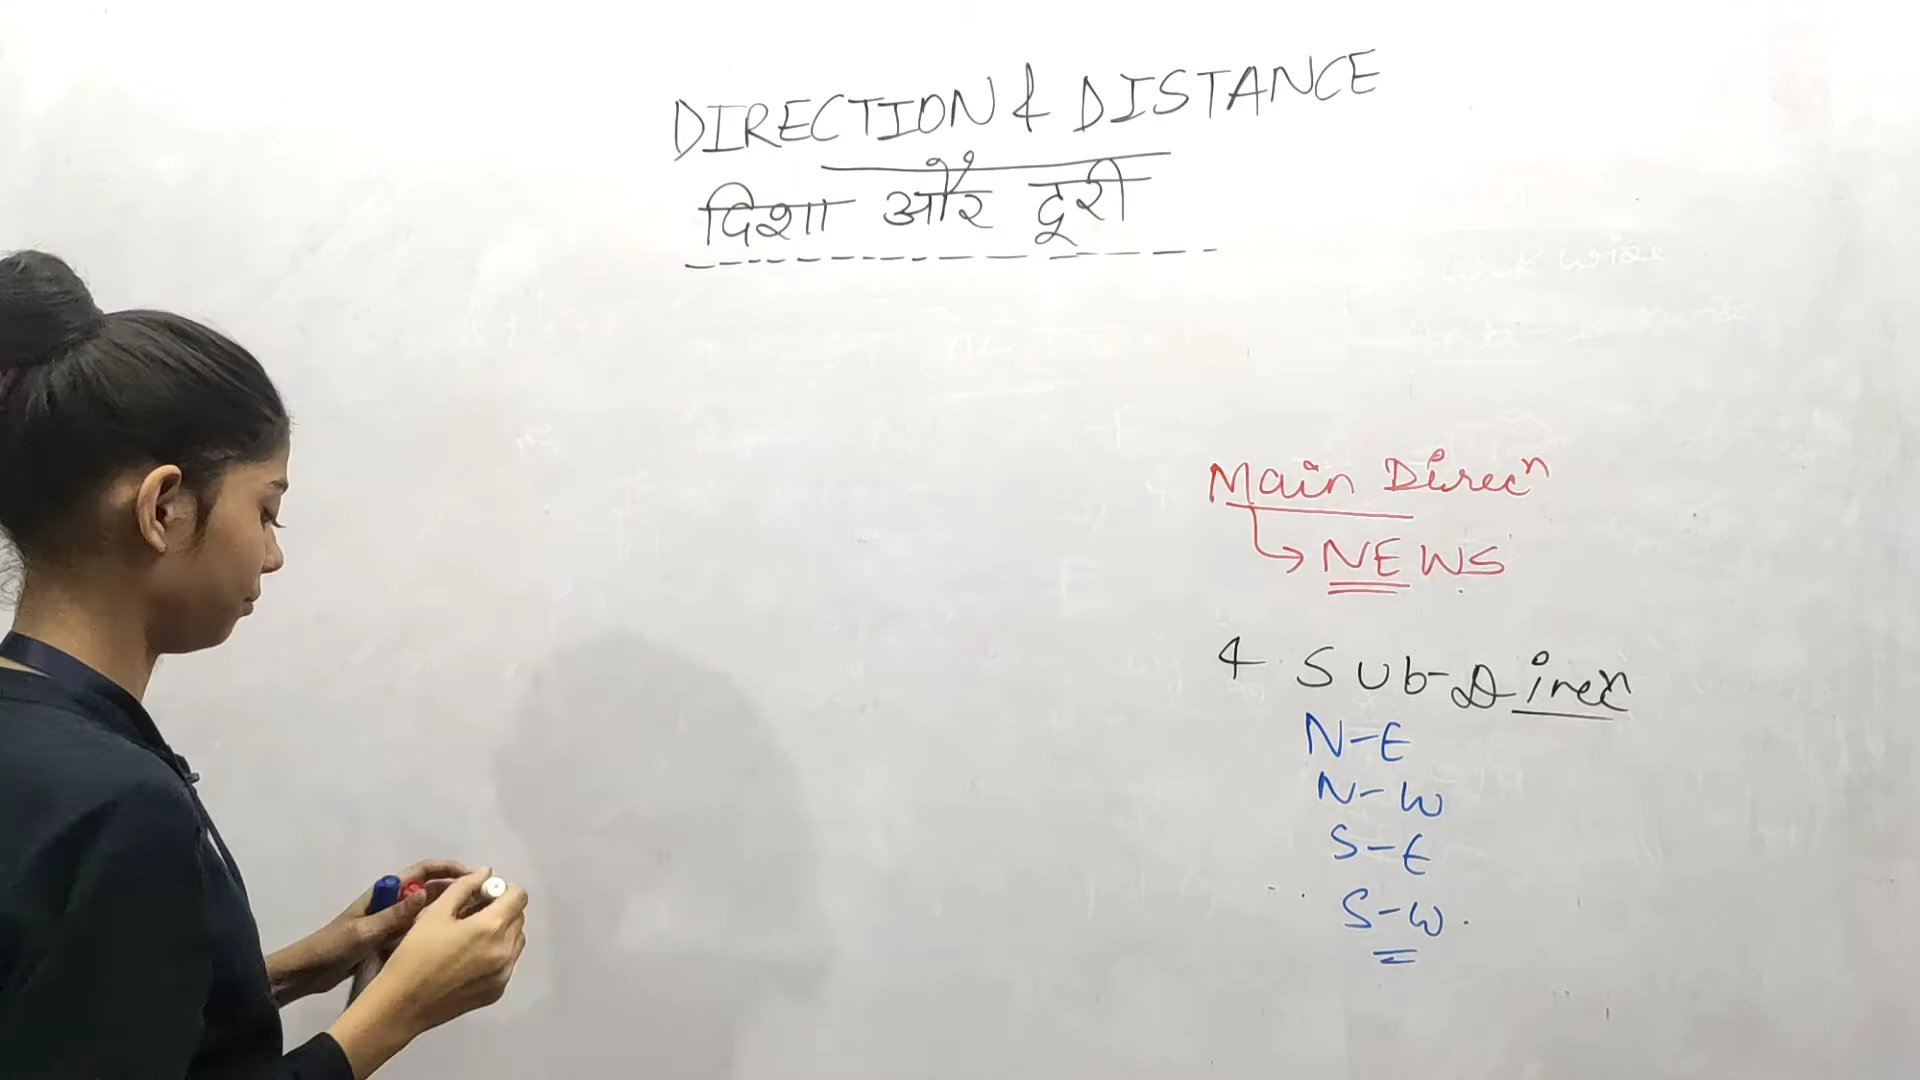 DIRECTION & DISTANCE
दिशा और दूरी
Main Direcⁿ
→ NEWS
4 Sub-Direcⁿ
N-E
N-W
S-E
S-W